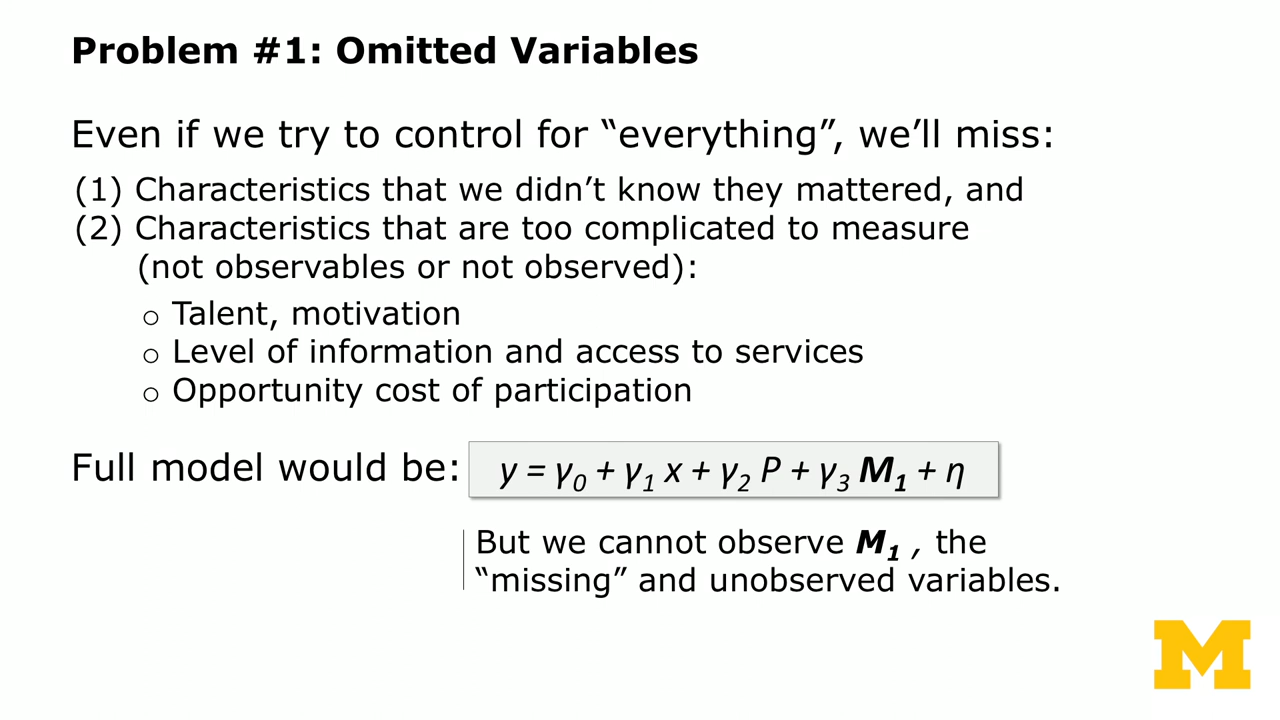 Problem #1: Omitted Variables
Even if we try to control for “everything”, we’ll miss:
(1) Characteristics that we didn’t know they mattered, and
(2) Characteristics that are too complicated to measure
(not observables or not observed):
o Talent, motivation
o Level of information and access to services
o Opportunity cost of participation
Full model would be: y = γ₀ + γ₁ x + γ₂ P + γ₃ M₁ + η
But we cannot observe M₁ , the
“missing” and unobserved variables.
M